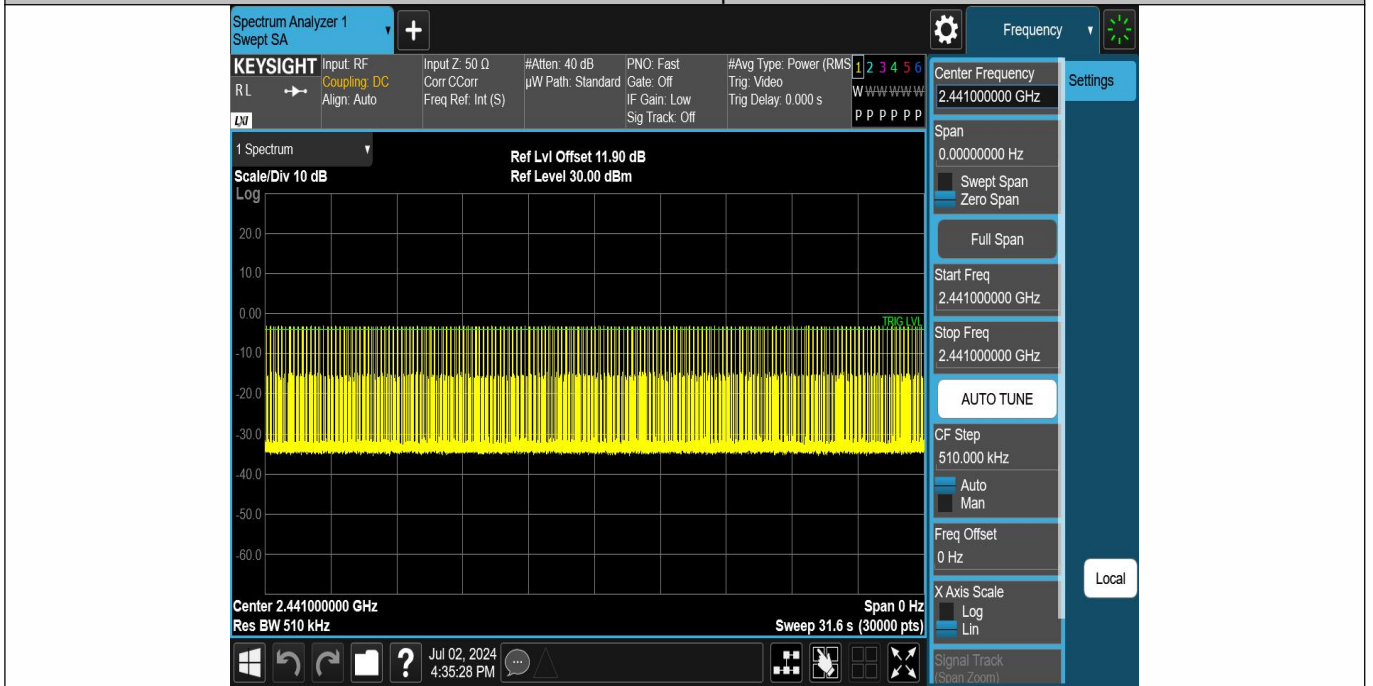 Spectrum Analyzer 1
Swept SA
+
Frequency
KEYSIGHT
RL
LXI
Input: RF
Coupling: DC
Align: Auto
Input Z: 50 Ω
Corr CCorr
Freq Ref: Int (S)
#Atten: 40 dB
µW Path: Standard
PNO: Fast
Gate: Off
IF Gain: Low
Sig Track: Off
#Avg Type: Power (RMS
Trig: Video
Trig Delay: 0.000 s
1 2 3 4 5 6
W W W W W W
P P P P P P
1 Spectrum
Scale/Div 10 dB
Ref Lvl Offset 11.90 dB
Ref Level 30.00 dBm
Log
20.0
10.0
0.00
-10.0
-20.0
-30.0
-40.0
-50.0
-60.0
TRIG LVL
Center 2.441000000 GHz
Res BW 510 kHz
Span 0 Hz
Sweep 31.6 s (30000 pts)
Center Frequency
2.441000000 GHz
Settings
Span
0.00000000 Hz
Swept Span
Zero Span
Full Span
Start Freq
2.441000000 GHz
Stop Freq
2.441000000 GHz
AUTO TUNE
CF Step
510.000 kHz
Auto
Man
Freq Offset
0 Hz
X Axis Scale
Log
Lin
Signal Track
(Span Zoom)
Local
?
Jul 02, 2024
4:35:28 PM